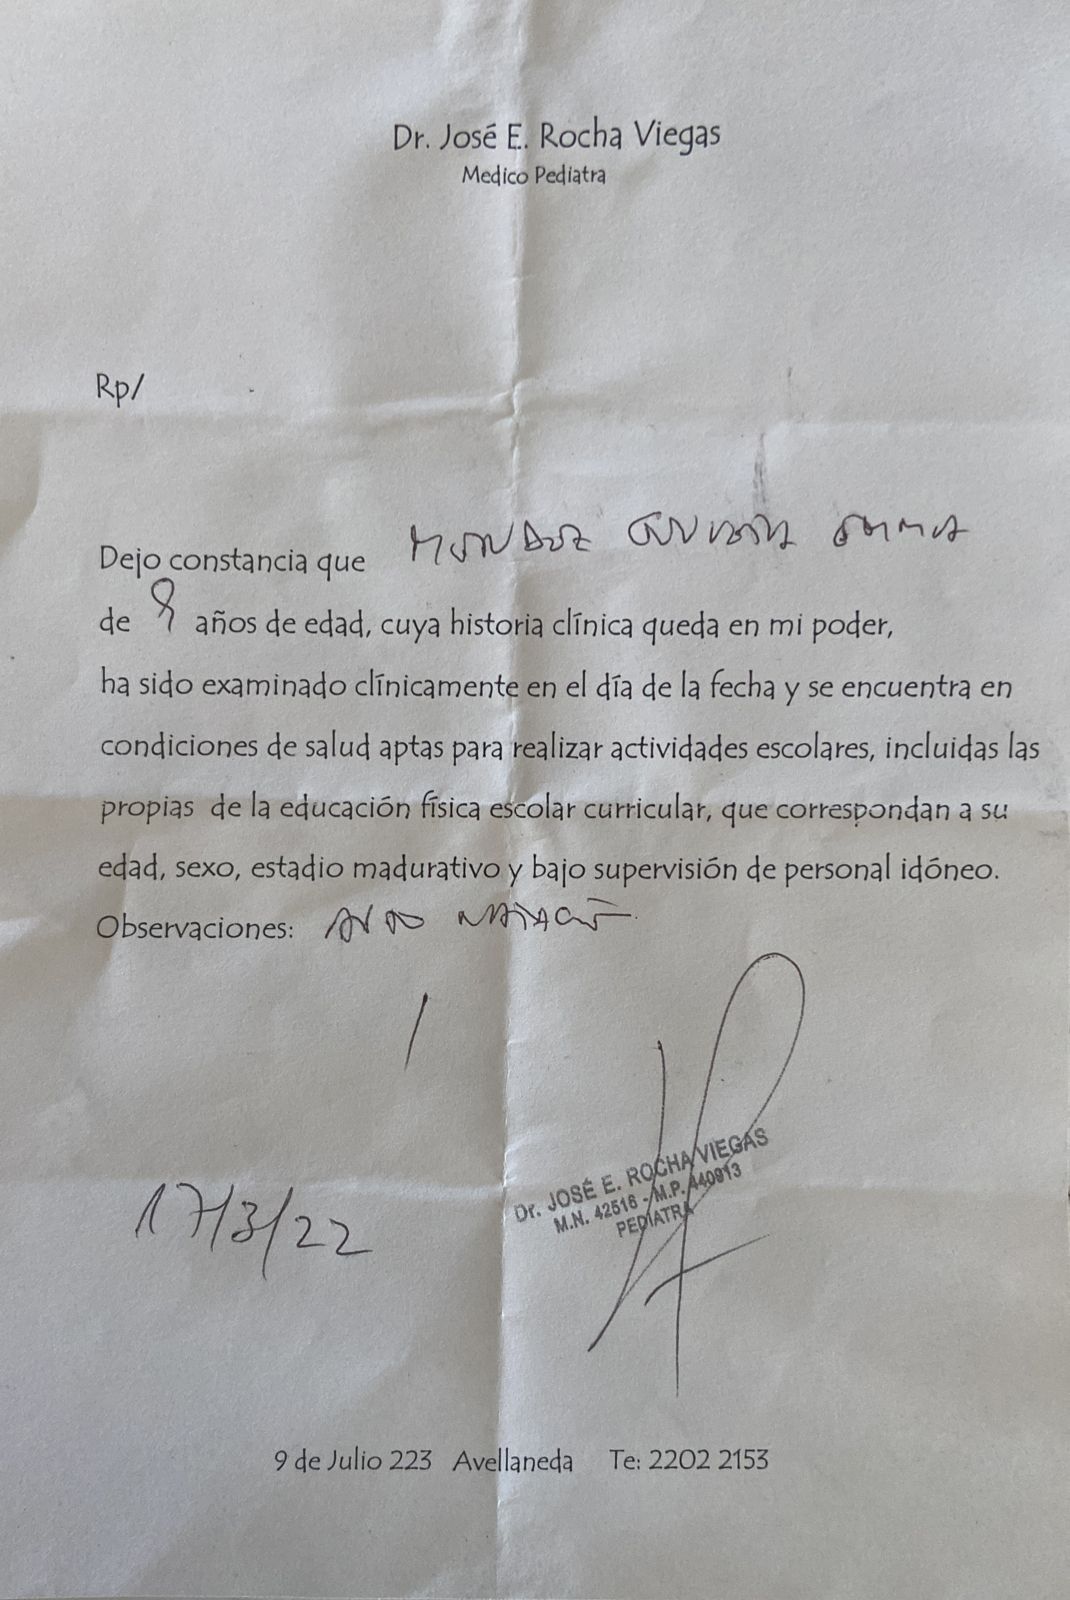 Dr. José E. Rocha Viegas
Medico Pediatra
Rp/
Dejo constancia que
de 8 años de edad, cuya historia clínica queda en mi poder,
ha sido examinado clínicamente en el día de la fecha y se encuentra en
condiciones de salud aptas para realizar actividades escolares, incluidas las
propias de la educación física escolar curricular, que correspondan a su
edad, sexo, estadio madurativo y bajo supervisión de personal idóneo.
Observaciones:
Dr. JOSÉ E. ROCHA VIEGAS
M.N. 42516 - M.P. 440913
PEDIATRA
17/3/22
9 de Julio 223 Avellaneda Te: 2202 2153